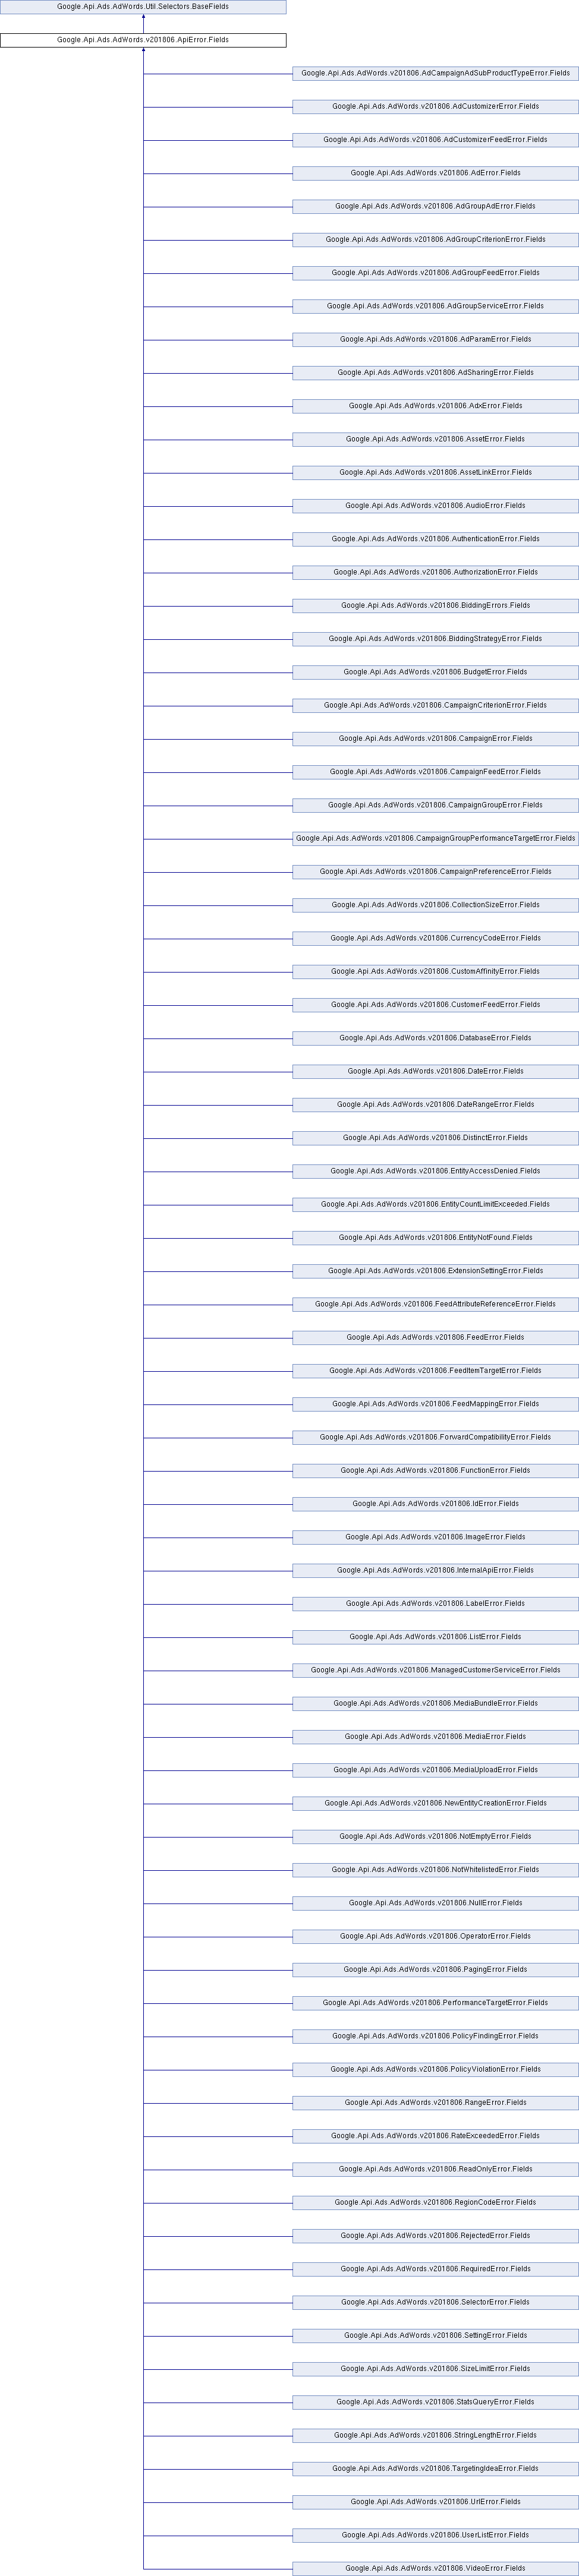 Google.Api.Ads.AdWords.Util.Selectors.BaseFields
Google.Api.Ads.AdWords.v201806.ApiError.Fields
Google.Api.Ads.AdWords.v201806.AdCampaignAdSubProductTypeError.Fields
Google.Api.Ads.AdWords.v201806.AdCustomizerError.Fields
Google.Api.Ads.AdWords.v201806.AdCustomizerFeedError.Fields
Google.Api.Ads.AdWords.v201806.AdError.Fields
Google.Api.Ads.AdWords.v201806.AdGroupAdError.Fields
Google.Api.Ads.AdWords.v201806.AdGroupCriterionError.Fields
Google.Api.Ads.AdWords.v201806.AdGroupFeedError.Fields
Google.Api.Ads.AdWords.v201806.AdGroupServiceError.Fields
Google.Api.Ads.AdWords.v201806.AdParamError.Fields
Google.Api.Ads.AdWords.v201806.AdSharingError.Fields
Google.Api.Ads.AdWords.v201806.AdxError.Fields
Google.Api.Ads.AdWords.v201806.AssetError.Fields
Google.Api.Ads.AdWords.v201806.AssetLinkError.Fields
Google.Api.Ads.AdWords.v201806.AudioError.Fields
Google.Api.Ads.AdWords.v201806.AuthenticationError.Fields
Google.Api.Ads.AdWords.v201806.AuthorizationError.Fields
Google.Api.Ads.AdWords.v201806.BiddingErrors.Fields
Google.Api.Ads.AdWords.v201806.BiddingStrategyError.Fields
Google.Api.Ads.AdWords.v201806.BudgetError.Fields
Google.Api.Ads.AdWords.v201806.CampaignCriterionError.Fields
Google.Api.Ads.AdWords.v201806.CampaignError.Fields
Google.Api.Ads.AdWords.v201806.CampaignFeedError.Fields
Google.Api.Ads.AdWords.v201806.CampaignGroupError.Fields
Google.Api.Ads.AdWords.v201806.CampaignGroupPerformanceTargetError.Fields
Google.Api.Ads.AdWords.v201806.CampaignPreferenceError.Fields
Google.Api.Ads.AdWords.v201806.CollectionSizeError.Fields
Google.Api.Ads.AdWords.v201806.CurrencyCodeError.Fields
Google.Api.Ads.AdWords.v201806.CustomAffinityError.Fields
Google.Api.Ads.AdWords.v201806.CustomerFeedError.Fields
Google.Api.Ads.AdWords.v201806.DatabaseError.Fields
Google.Api.Ads.AdWords.v201806.DateError.Fields
Google.Api.Ads.AdWords.v201806.DateRangeError.Fields
Google.Api.Ads.AdWords.v201806.DistinctError.Fields
Google.Api.Ads.AdWords.v201806.EntityAccessDenied.Fields
Google.Api.Ads.AdWords.v201806.EntityCountLimitExceeded.Fields
Google.Api.Ads.AdWords.v201806.EntityNotFound.Fields
Google.Api.Ads.AdWords.v201806.ExtensionSettingError.Fields
Google.Api.Ads.AdWords.v201806.FeedAttributeReferenceError.Fields
Google.Api.Ads.AdWords.v201806.FeedError.Fields
Google.Api.Ads.AdWords.v201806.FeedItemTargetError.Fields
Google.Api.Ads.AdWords.v201806.FeedMappingError.Fields
Google.Api.Ads.AdWords.v201806.ForwardCompatibilityError.Fields
Google.Api.Ads.AdWords.v201806.FunctionError.Fields
Google.Api.Ads.AdWords.v201806.IdError.Fields
Google.Api.Ads.AdWords.v201806.ImageError.Fields
Google.Api.Ads.AdWords.v201806.InternalApiError.Fields
Google.Api.Ads.AdWords.v201806.LabelError.Fields
Google.Api.Ads.AdWords.v201806.ListError.Fields
Google.Api.Ads.AdWords.v201806.ManagedCustomerServiceError.Fields
Google.Api.Ads.AdWords.v201806.MediaBundleError.Fields
Google.Api.Ads.AdWords.v201806.MediaError.Fields
Google.Api.Ads.AdWords.v201806.MediaUploadError.Fields
Google.Api.Ads.AdWords.v201806.NewEntityCreationError.Fields
Google.Api.Ads.AdWords.v201806.NotEmptyError.Fields
Google.Api.Ads.AdWords.v201806.NotWhitelistedError.Fields
Google.Api.Ads.AdWords.v201806.NullError.Fields
Google.Api.Ads.AdWords.v201806.OperatorError.Fields
Google.Api.Ads.AdWords.v201806.PagingError.Fields
Google.Api.Ads.AdWords.v201806.PerformanceTargetError.Fields
Google.Api.Ads.AdWords.v201806.PolicyFindingError.Fields
Google.Api.Ads.AdWords.v201806.PolicyViolationError.Fields
Google.Api.Ads.AdWords.v201806.RangeError.Fields
Google.Api.Ads.AdWords.v201806.RateExceededError.Fields
Google.Api.Ads.AdWords.v201806.ReadOnlyError.Fields
Google.Api.Ads.AdWords.v201806.RegionCodeError.Fields
Google.Api.Ads.AdWords.v201806.RejectedError.Fields
Google.Api.Ads.AdWords.v201806.RequiredError.Fields
Google.Api.Ads.AdWords.v201806.SelectorError.Fields
Google.Api.Ads.AdWords.v201806.SettingError.Fields
Google.Api.Ads.AdWords.v201806.SizeLimitError.Fields
Google.Api.Ads.AdWords.v201806.StatsQueryError.Fields
Google.Api.Ads.AdWords.v201806.StringLengthError.Fields
Google.Api.Ads.AdWords.v201806.TargetingIdeaError.Fields
Google.Api.Ads.AdWords.v201806.UrlError.Fields
Google.Api.Ads.AdWords.v201806.UserListError.Fields
Google.Api.Ads.AdWords.v201806.VideoError.Fields